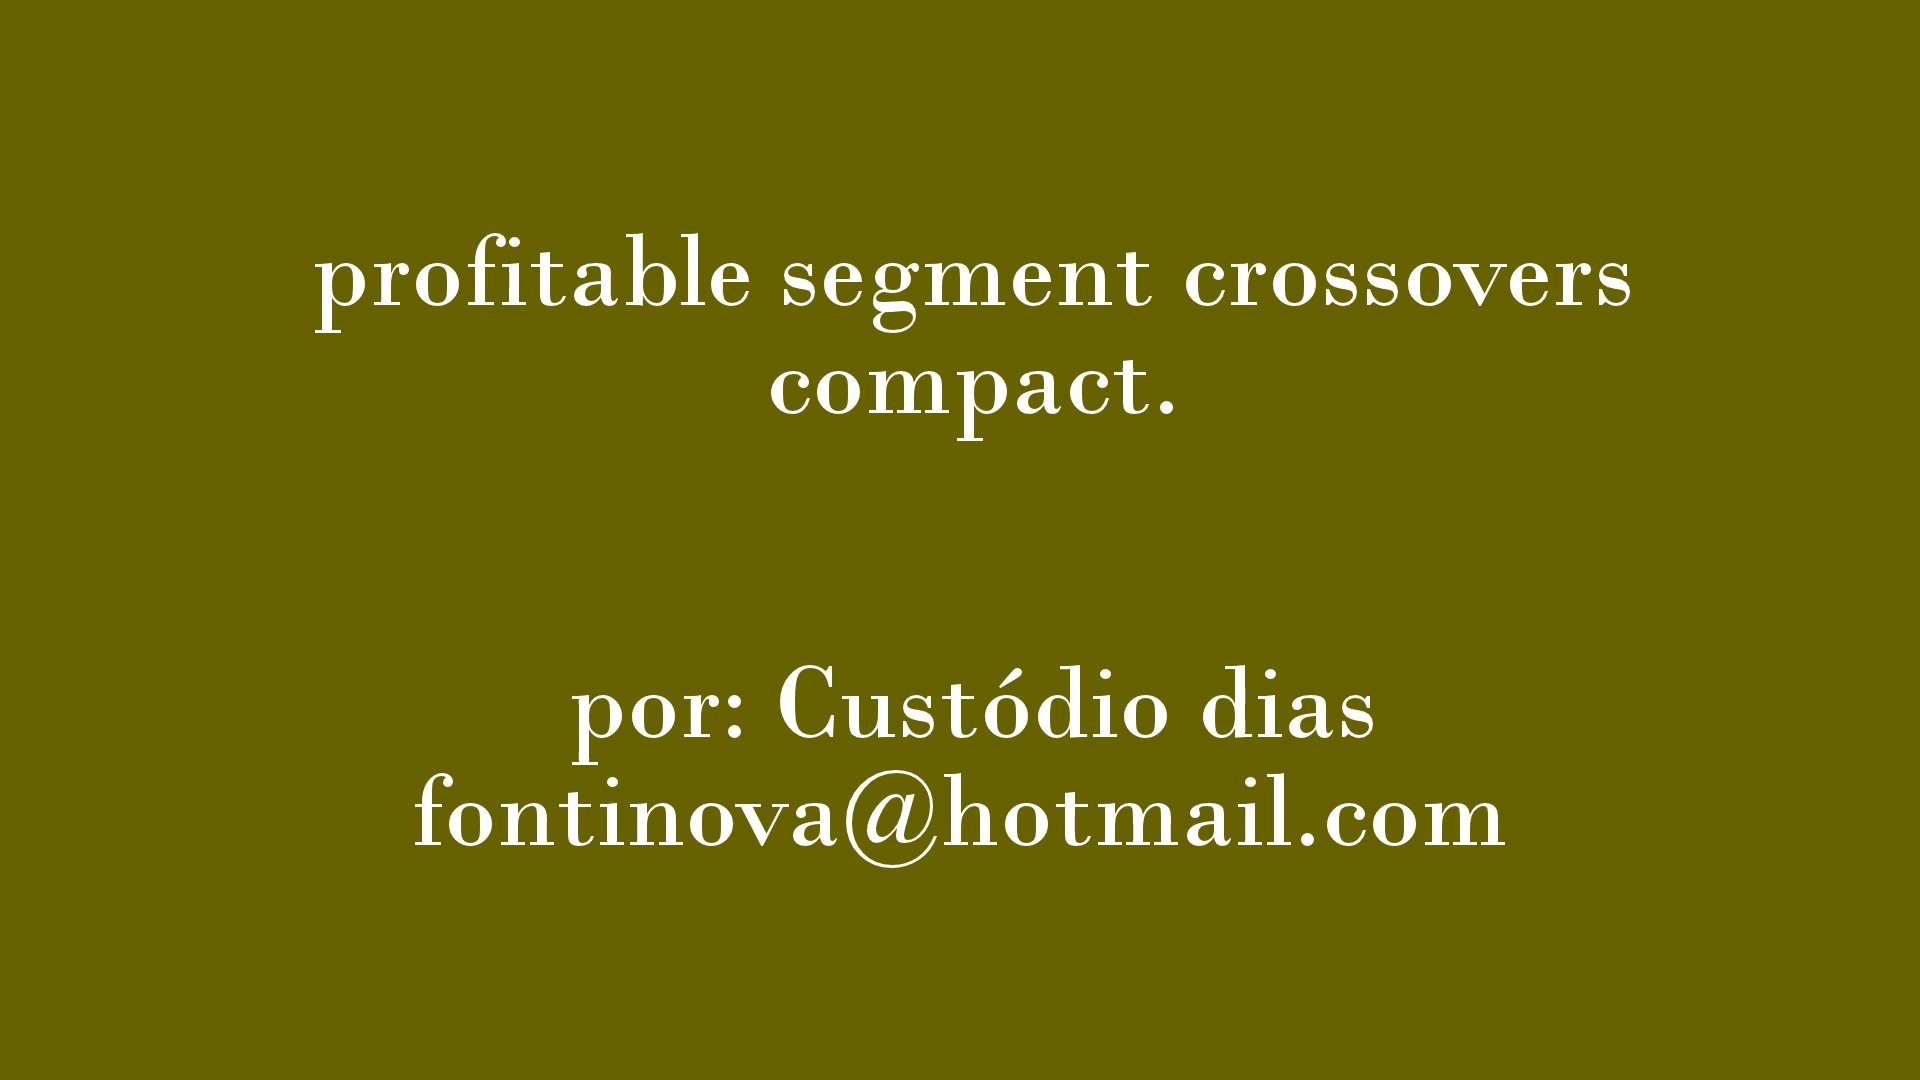 profitable segment crossovers
compact.
por: Custódio dias
fontinova@hotmail.com